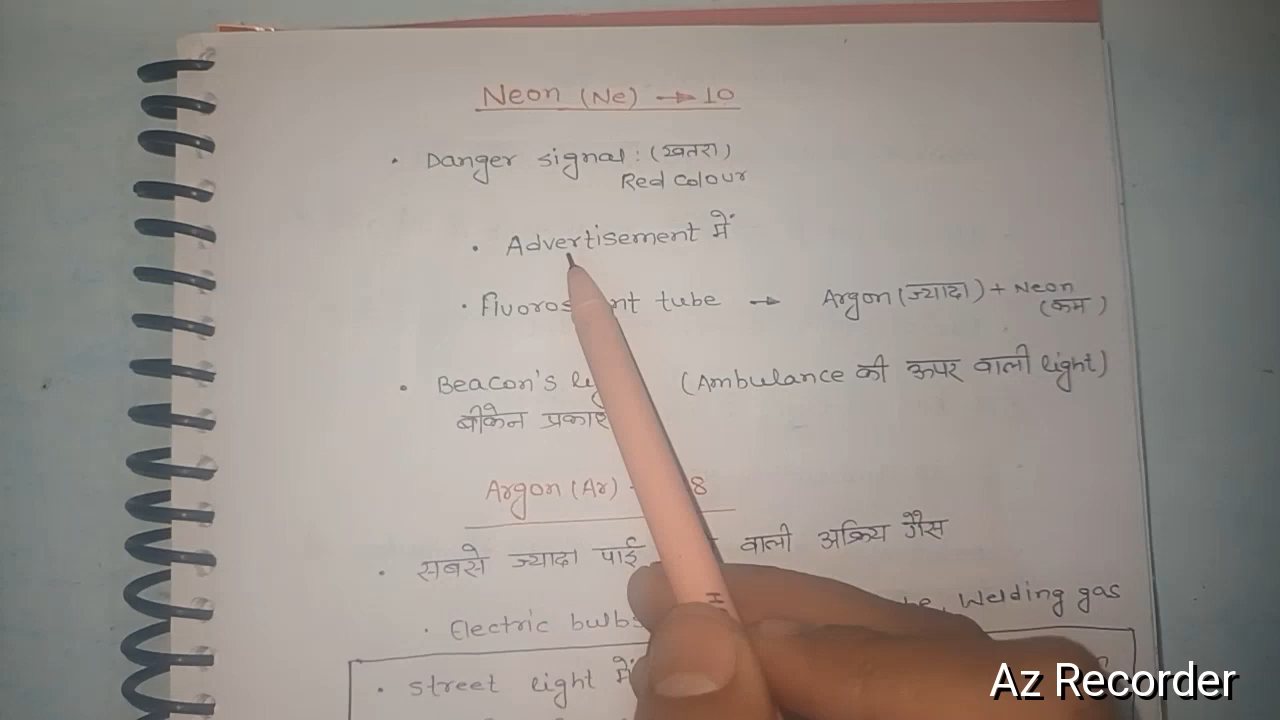 Neon (Ne) → 10
• Danger signal : (खतरा)
Red colour
• Advertisement में
• fluoros nt tube → Argon (ज्यादा) + Neon (कम)
• Beacon's (Ambulance की ऊपर वाली light)
बीकेन प्रकाश
Argon (Ar) 8
• सबसे ज्यादा पाई वाली अक्रिय गैस
• Electric bulbs be, Welding gas
• street light में
Az Recorder